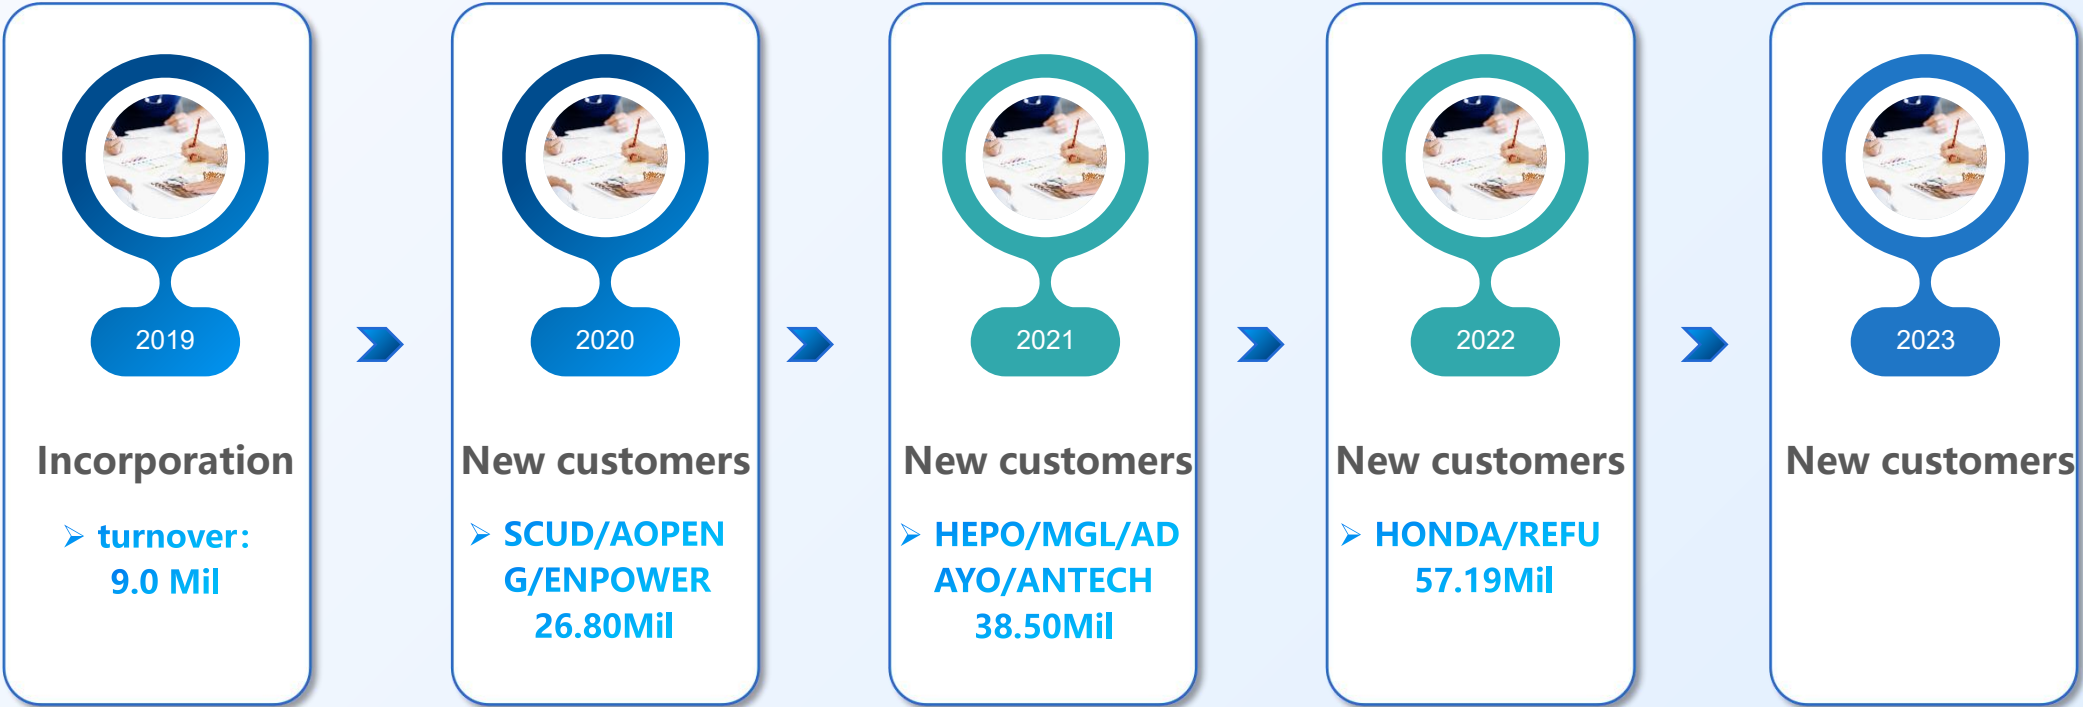 2019
Incorporation
➢ turnover：
9.0 Mil
2020
New customers
➢ SCUD/AOPEN
G/ENPOWER
26.80Mil
2021
New customers
➢ HEPO/MGL/AD
AYO/ANTECH
38.50Mil
2022
New customers
➢ HONDA/REFU
57.19Mil
2023
New customers